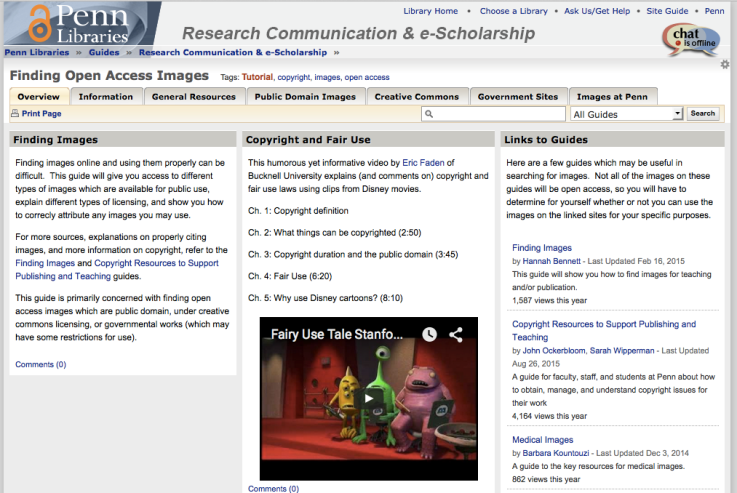 Penn
Libraries
Library Home • Choose a Library • Ask Us/Get Help • Site Guide • Penn
Research Communication & e-Scholarship
chat
is offline
Penn Libraries » Guides » Research Communication & e-Scholarship »
Finding Open Access Images Tags: Tutorial, copyright, images, open access
Overview
Information
General Resources
Public Domain Images
Creative Commons
Government Sites
Images at Penn
Print Page
All Guides
Search
Finding Images
Finding images online and using them properly can be
difficult. This guide will give you access to different
types of images which are available for public use,
explain different types of licensing, and show you how
to correcly attribute any images you may use.
For more sources, explanations on properly citing
images, and more information on copyright, refer to the
Finding Images and Copyright Resources to Support
Publishing and Teaching guides.
This guide is primarily concerned with finding open
access images which are public domain, under creative
commons licensing, or governmental works (which may
have some restrictions for use).
Comments (0)
Copyright and Fair Use
This humorous yet informative video by Eric Faden of
Bucknell University explains (and comments on) copyright and
fair use laws using clips from Disney movies.
Ch. 1: Copyright definition
Ch. 2: What things can be copyrighted (2:50)
Ch. 3: Copyright duration and the public domain (3:45)
Ch. 4: Fair Use (6:20)
Ch. 5: Why use Disney cartoons? (8:10)
Fairy Use Tale Stanfo...
Comments (0)
Links to Guides
Here are a few guides which may be useful in
searching for images. Not all of the images on these
guides will be open access, so you will have to
determine for yourself whether or not you can use the
images on the linked sites for your specific purposes.
Finding Images
by Hannah Bennett - Last Updated Feb 16, 2015
This guide will show you how to find images for teaching
and/or publication.
1,587 views this year
Copyright Resources to Support Publishing and
Teaching
by John Ockerbloom, Sarah Wipperman - Last Updated
Aug 26, 2015
A guide for faculty, staff, and students at Penn about how
to obtain, manage, and understand copyright issues for
their work
4,164 views this year
Medical Images
by Barbara Kountouzi - Last Updated Dec 3, 2014
A guide to the key resources for medical images.
862 views this year